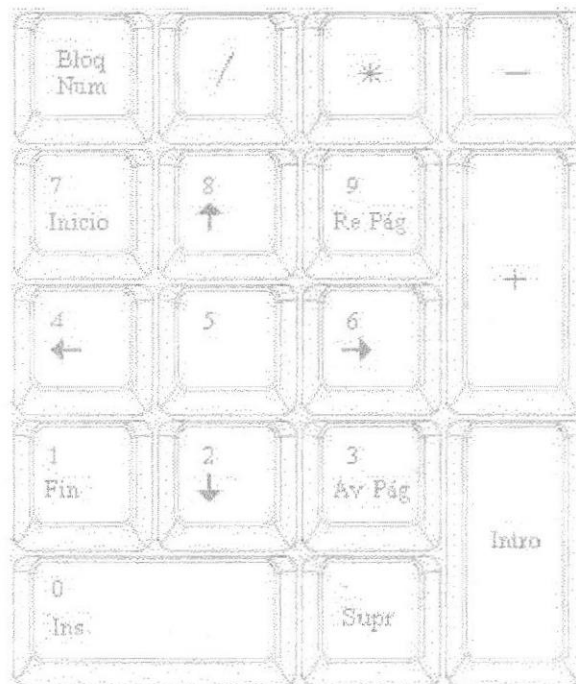 Bloq
Num
/
*
-
7
Inicio
8
9
Re Pág
+
4
5
6
1
Fin
2
3
Av Pág
Intro
0
Ins
.
Supr